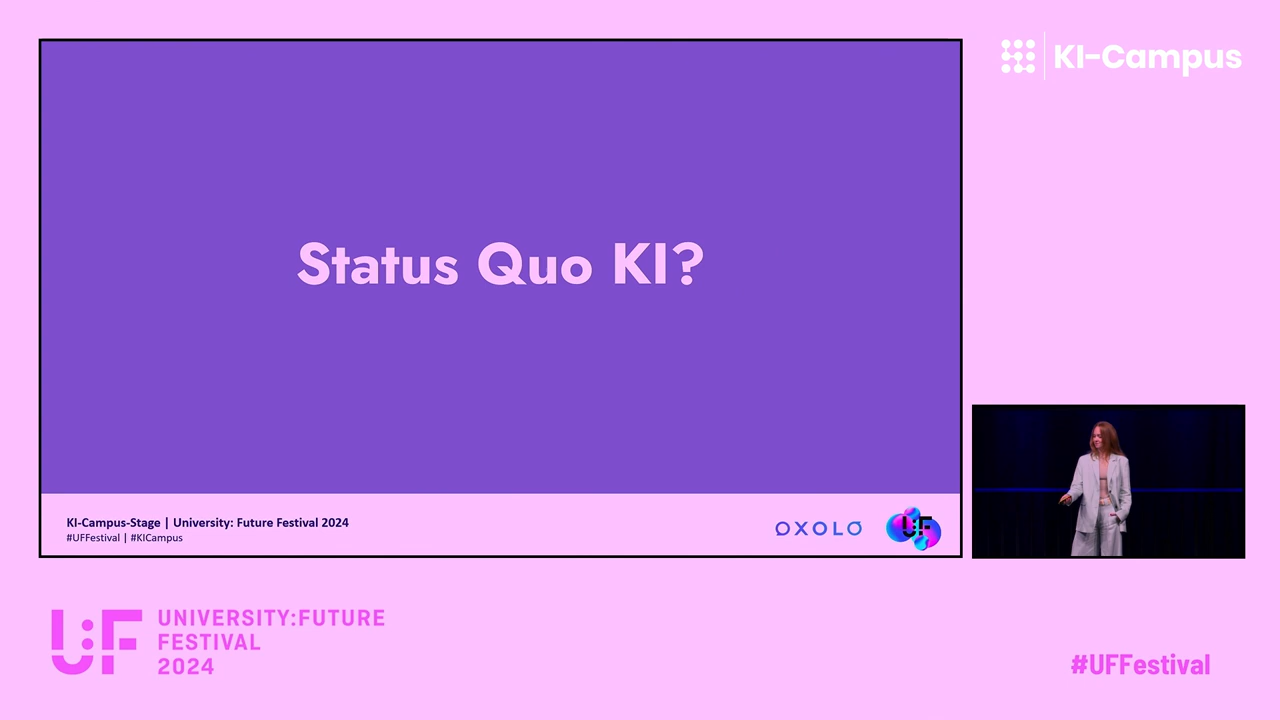 KI-Campus
Status Quo KI?
KI-Campus-Stage | University: Future Festival 2024
#UFFestival | #KICampus
OXOLO
U:F
U:F
UNIVERSITY:FUTURE
FESTIVAL
2024
#UFFestival